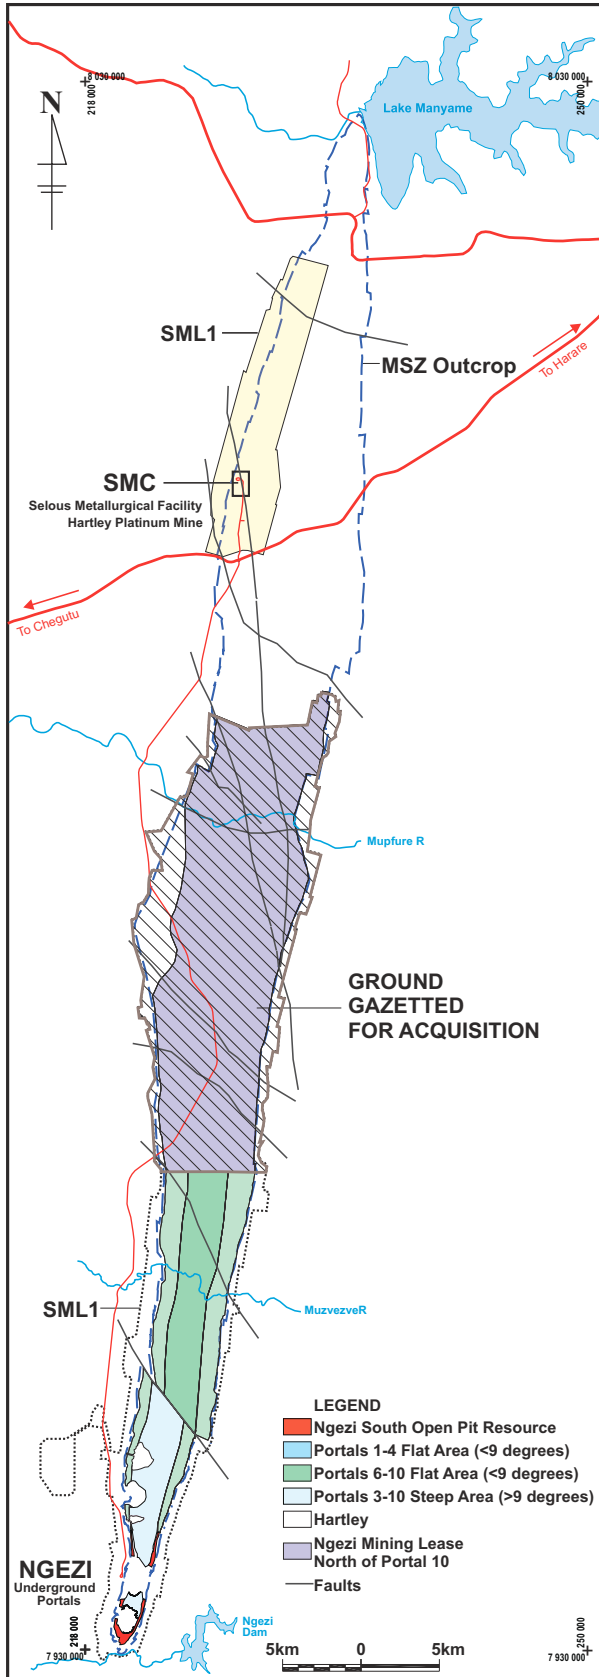 8 030 000
218 000
8 030 000
250 000
N
Lake Manyame
SML1
MSZ Outcrop
To Harare
SMC
Selous Metallurgical Facility
Hartley Platinum Mine
To Chegutu
Mupfure R
GROUND
GAZETTED
FOR ACQUISITION
SML1
MuzvezveR
LEGEND
Ngezi South Open Pit Resource
Portals 1-4 Flat Area (<9 degrees)
Portals 6-10 Flat Area (<9 degrees)
Portals 3-10 Steep Area (>9 degrees)
Hartley
Ngezi Mining Lease
North of Portal 10
Faults
NGEZI
Underground
Portals
Ngezi
Dam
218 000
7 930 000
5km 0 5km
250 000
7 930 000